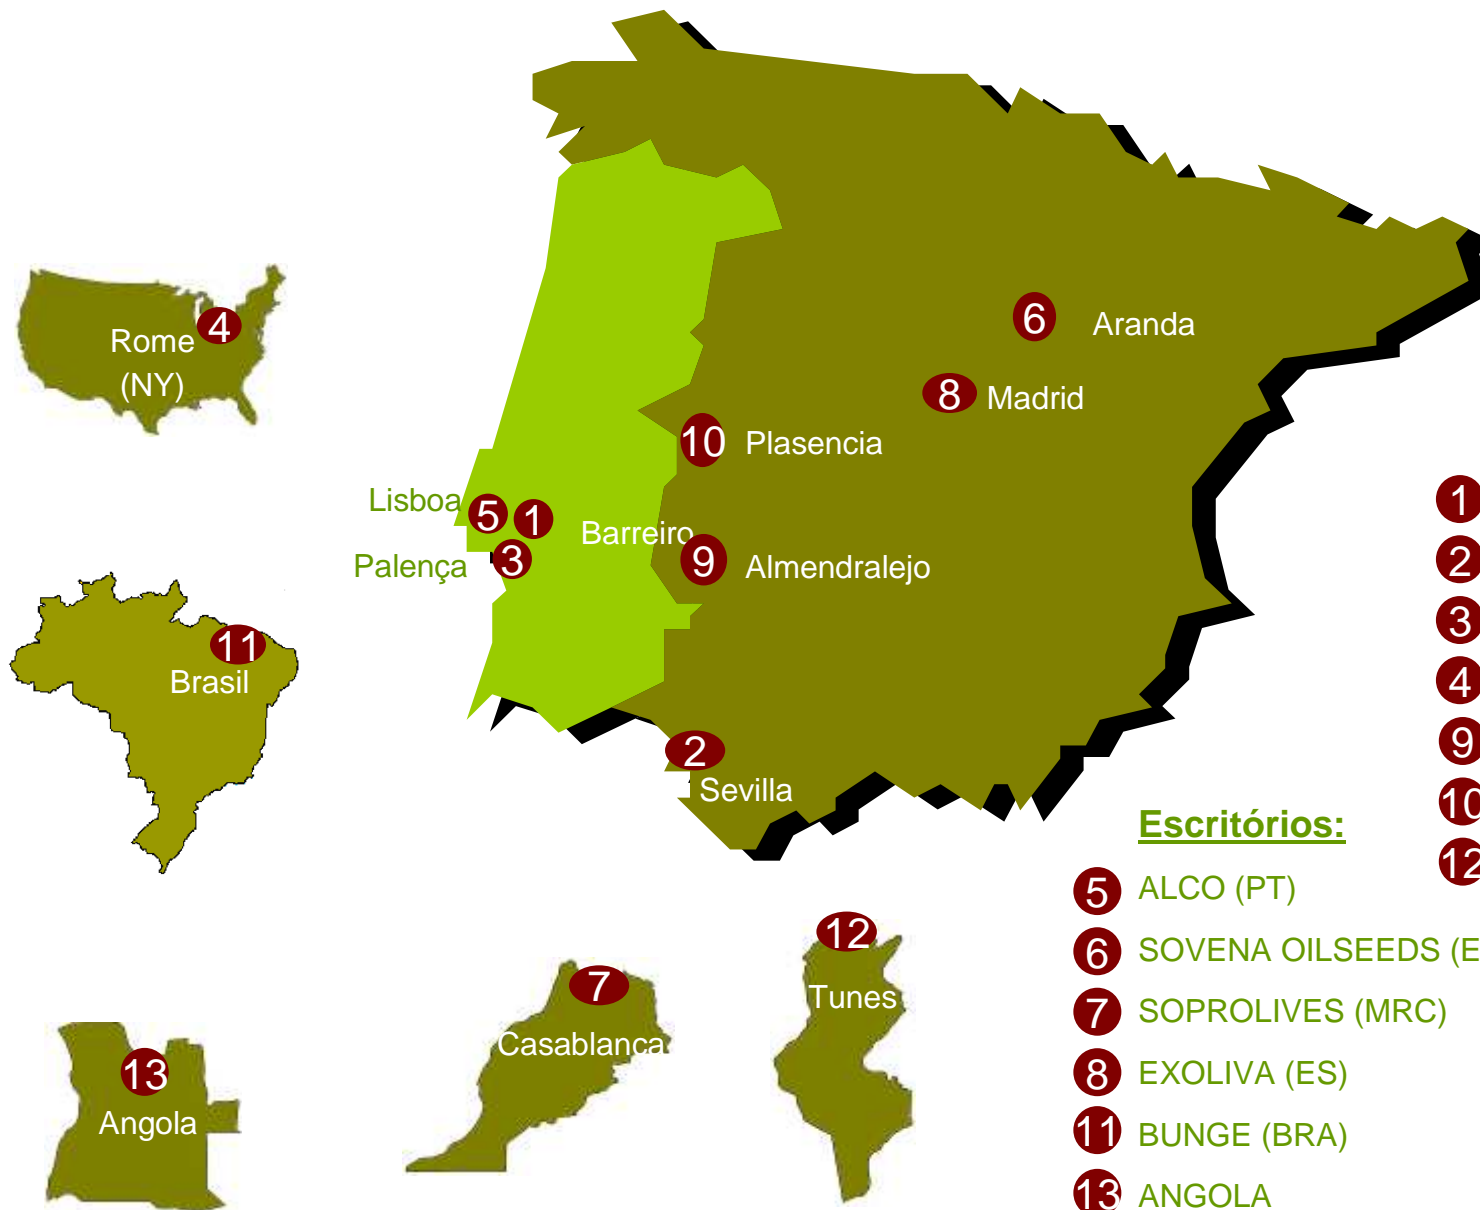 6
Aranda
4
Rome
(NY)
8
Madrid
10
Plasencia
Lisboa
5
1
Barreiro
Palença
3
9
Almendralejo
11
Brasil
2
Sevilla
1
2
3
4
9
10
12
Escritórios:
5 ALCO (PT)
6 SOVENA OILSEEDS (E
7 SOPROLIVES (MRC)
8 EXOLIVA (ES)
11 BUNGE (BRA)
13 ANGOLA
12
Tunes
7
Casablanca
13
Angola